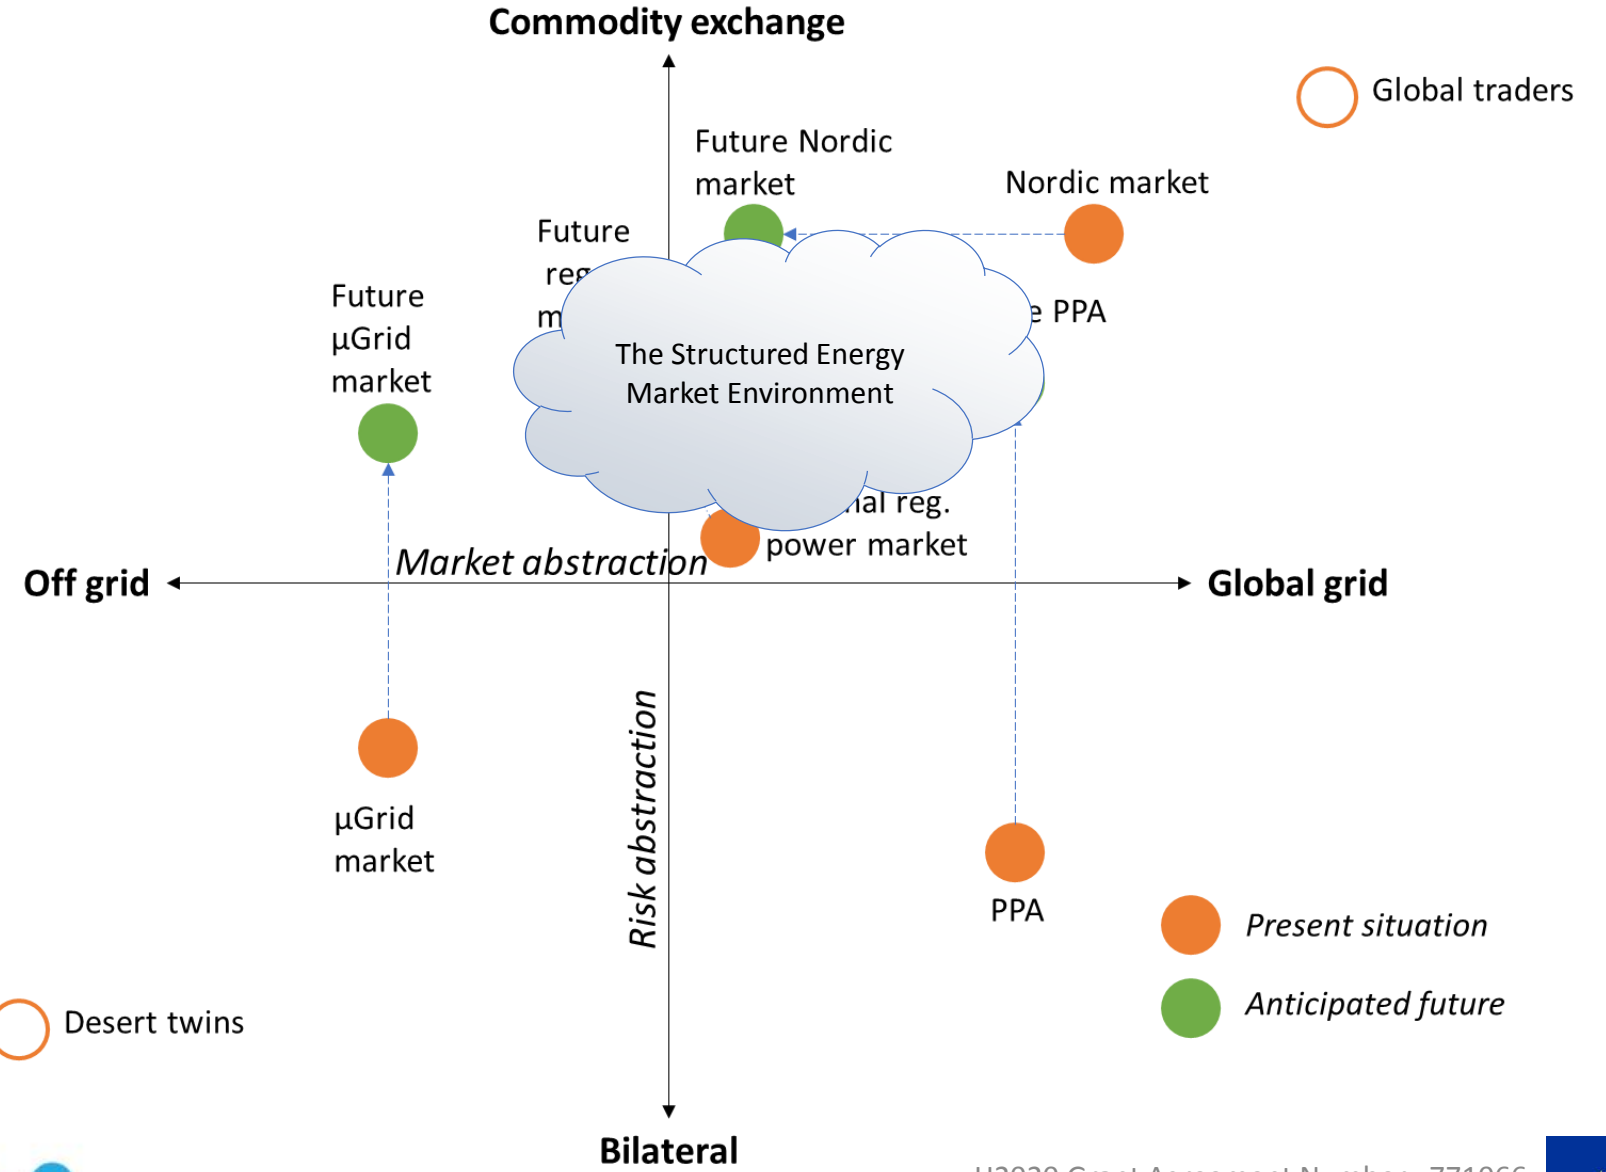 Commodity exchange
Global traders
Future Nordic
market
Nordic market
Future
reg
m
Future
µGrid
market
e PPA
The Structured Energy
Market Environment
nal reg.
power market
Market abstraction
Off grid
Global grid
Risk abstraction
µGrid
market
PPA
Present situation
Anticipated future
Desert twins
Bilateral